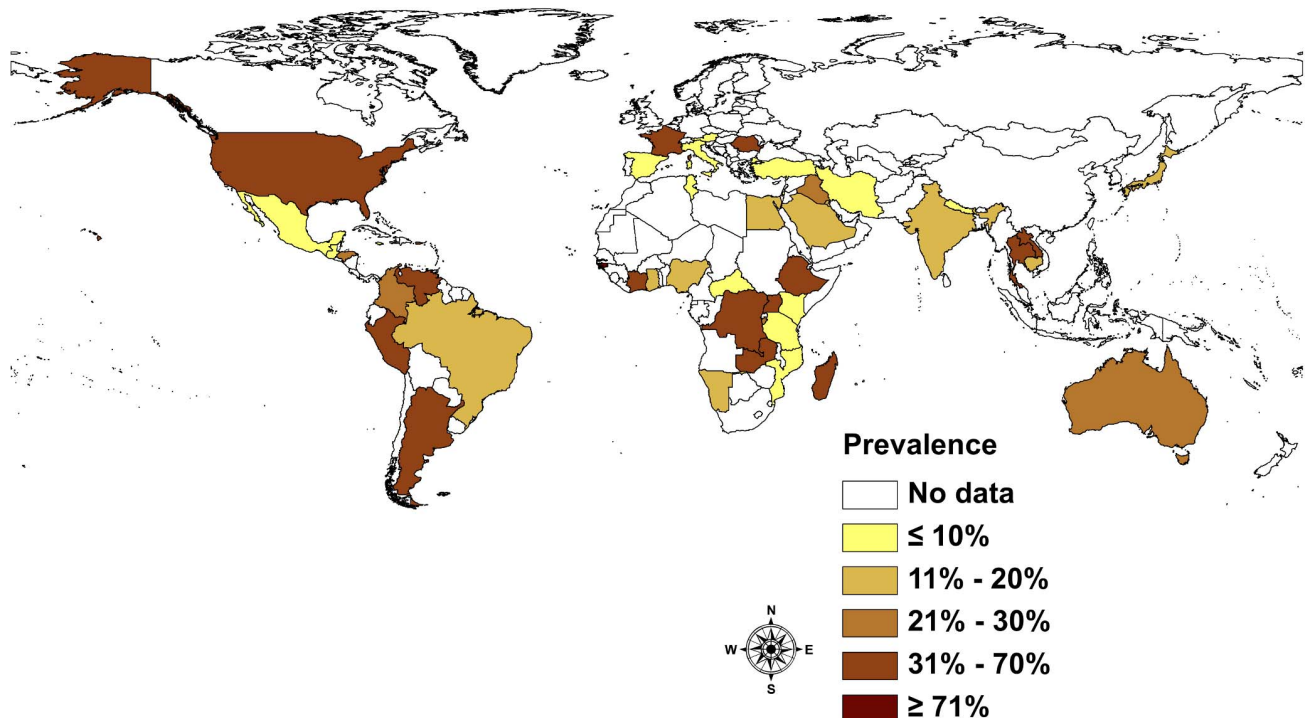 Prevalence
No data
≤ 10%
11% - 20%
21% - 30%
31% - 70%
≥ 71%
N
W E
S